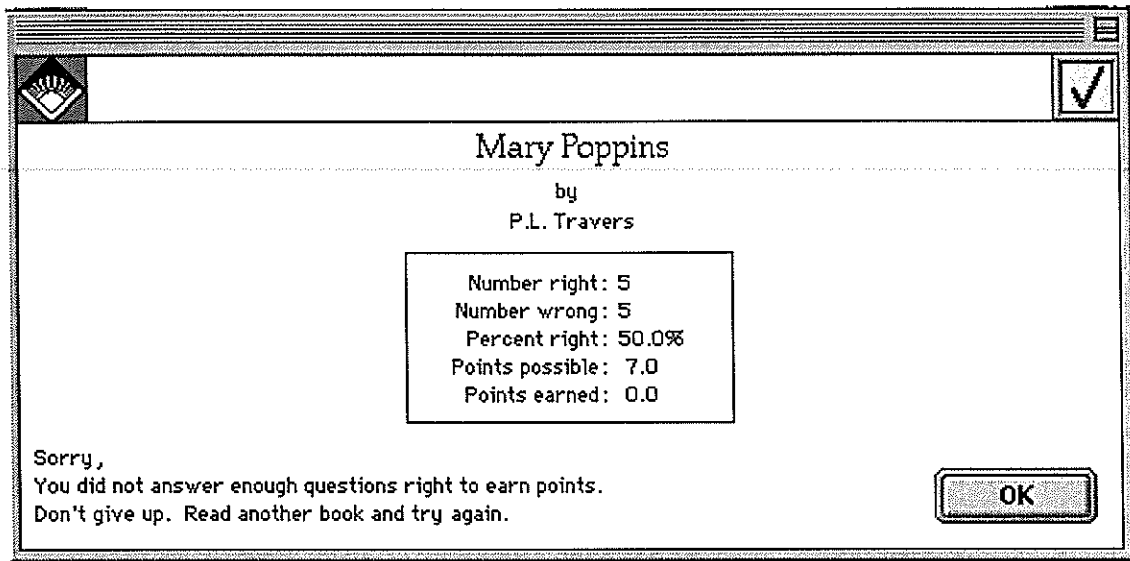 Mary Poppins
by
P.L. Travers
Number right: 5
Number wrong: 5
Percent right: 50.0%
Points possible: 7.0
Points earned: 0.0
Sorry,
You did not answer enough questions right to earn points.
Don't give up. Read another book and try again.
OK